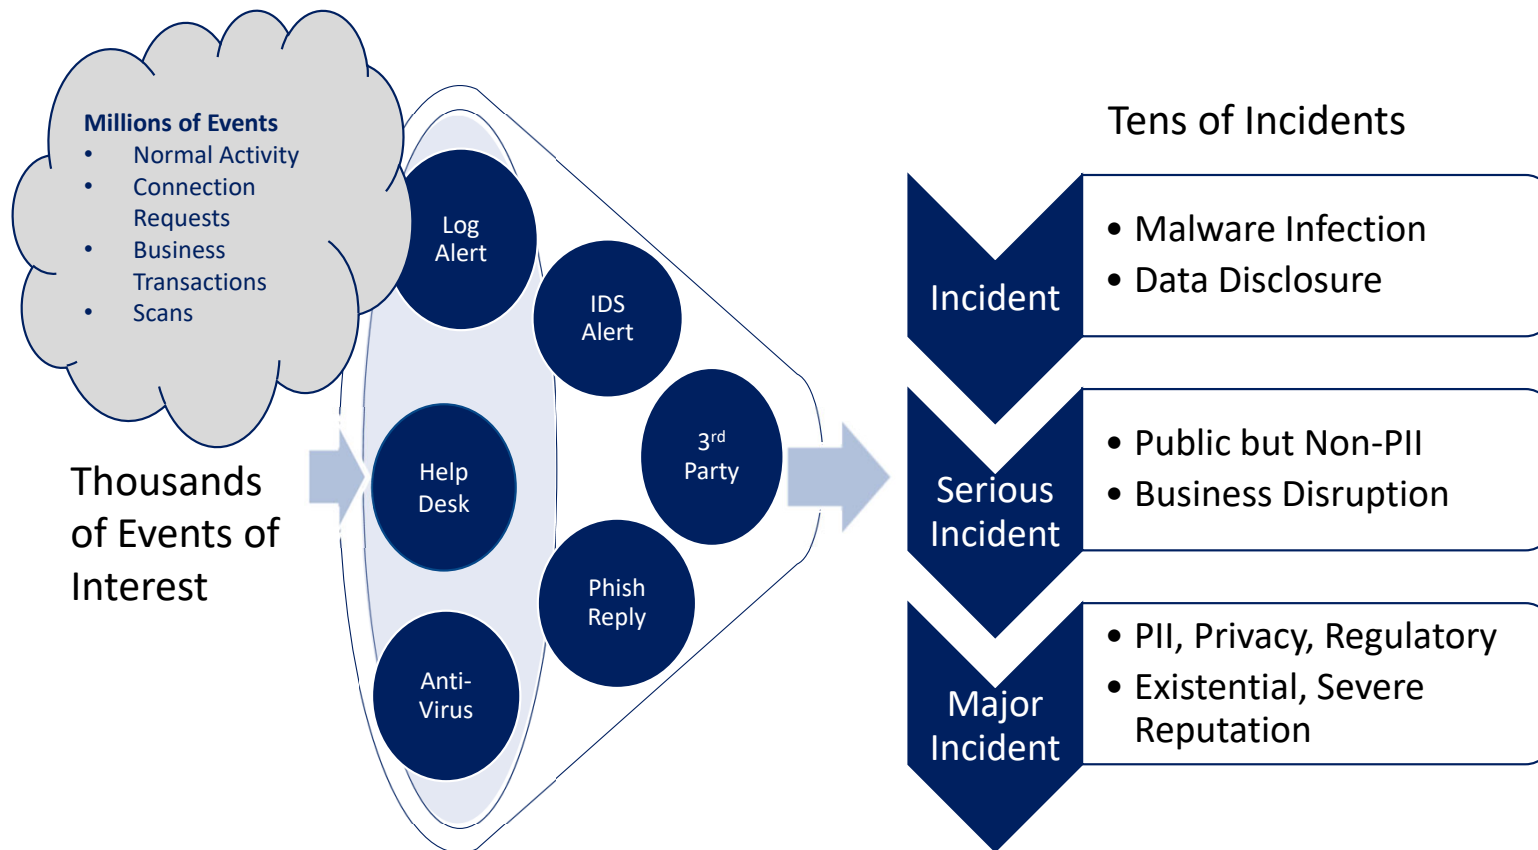 Millions of Events
• Normal Activity
• Connection
Requests
• Business
Transactions
• Scans
Thousands
of Events of
Interest
Log
Alert
IDS
Alert
3rd
Party
Help
Desk
Phish
Reply
Anti-
Virus
Tens of Incidents
Incident
• Malware Infection
• Data Disclosure
Serious
Incident
• Public but Non-PII
• Business Disruption
Major
Incident
• PII, Privacy, Regulatory
• Existential, Severe
Reputation